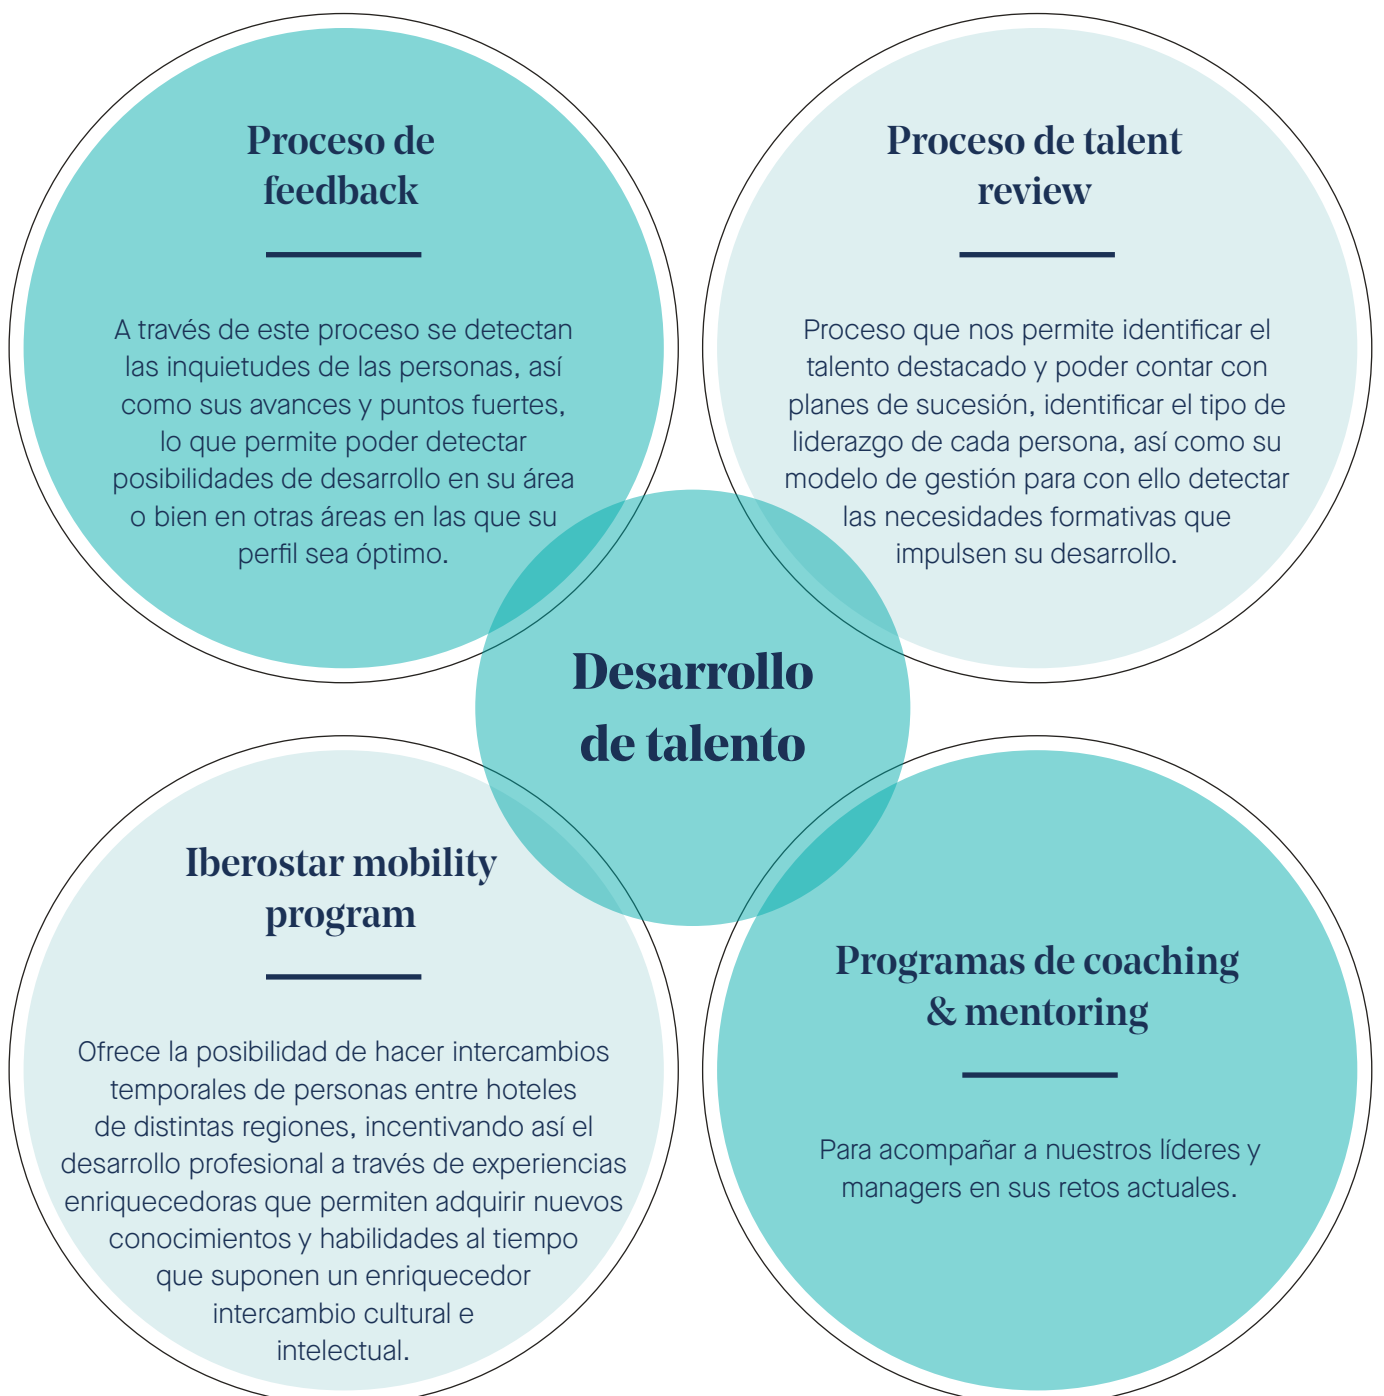 Proceso de
feedback
A través de este proceso se detectan
las inquietudes de las personas, así
como sus avances y puntos fuertes,
lo que permite poder detectar
posibilidades de desarrollo en su área
o bien en otras áreas en las que su
perfil sea óptimo.
Proceso de talent
review
Proceso que nos permite identificar el
talento destacado y poder contar con
planes de sucesión, identificar el tipo de
liderazgo de cada persona, así como su
modelo de gestión para con ello detectar
las necesidades formativas que
impulsen su desarrollo.
Desarrollo
de talento
Iberostar mobility
program
Ofrece la posibilidad de hacer intercambios
temporales de personas entre hoteles
de distintas regiones, incentivando así el
desarrollo profesional a través de experiencias
enriquecedoras que permiten adquirir nuevos
conocimientos y habilidades al tiempo
que suponen un enriquecedor
intercambio cultural e
intelectual.
Programas de coaching
& mentoring
Para acompañar a nuestros líderes y
managers en sus retos actuales.